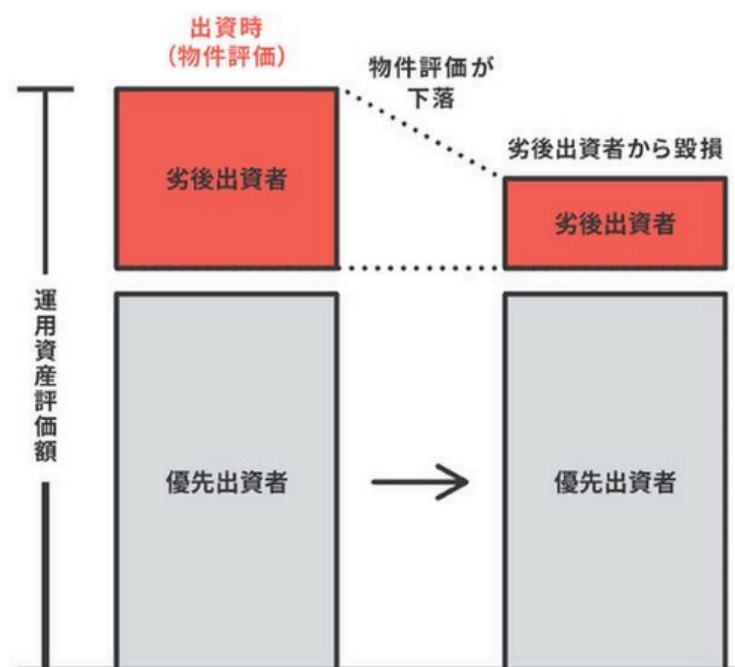 出資時
(物件評価)
物件評価が
下落
劣後出資者から毀損
劣後出資者
劣後出資者
運用資産評価額
優先出資者
優先出資者